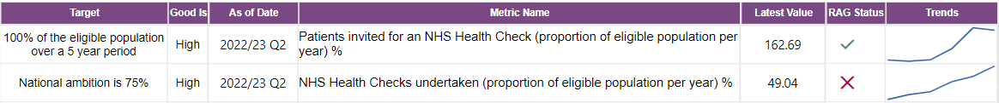 Target Good Is As of Date Metric Name Latest Value RAG Status Trends
100% of the eligible population
over a 5 year period
High 2022/23 Q2
Patients invited for an NHS Health Check (proportion of eligible population per
year) %
162.69
National ambition is 75% High 2022/23 Q2 NHS Health Checks undertaken (proportion of eligible population per year) % 49.04